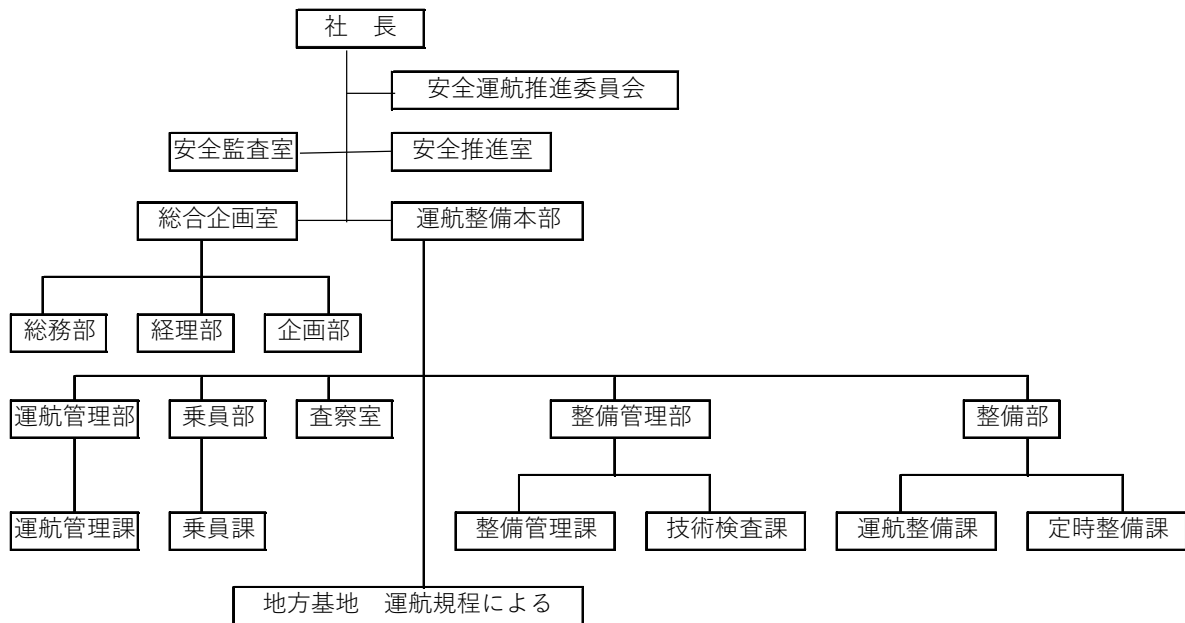 社　長
安全運航推進委員会
安全監査室
安全推進室
総合企画室
運航整備本部
総務部
経理部
企画部
運航管理部
乗員部
査察室
整備管理部
整備部
運航管理課
乗員課
整備管理課
技術検査課
運航整備課
定時整備課
地方基地　運航規程による